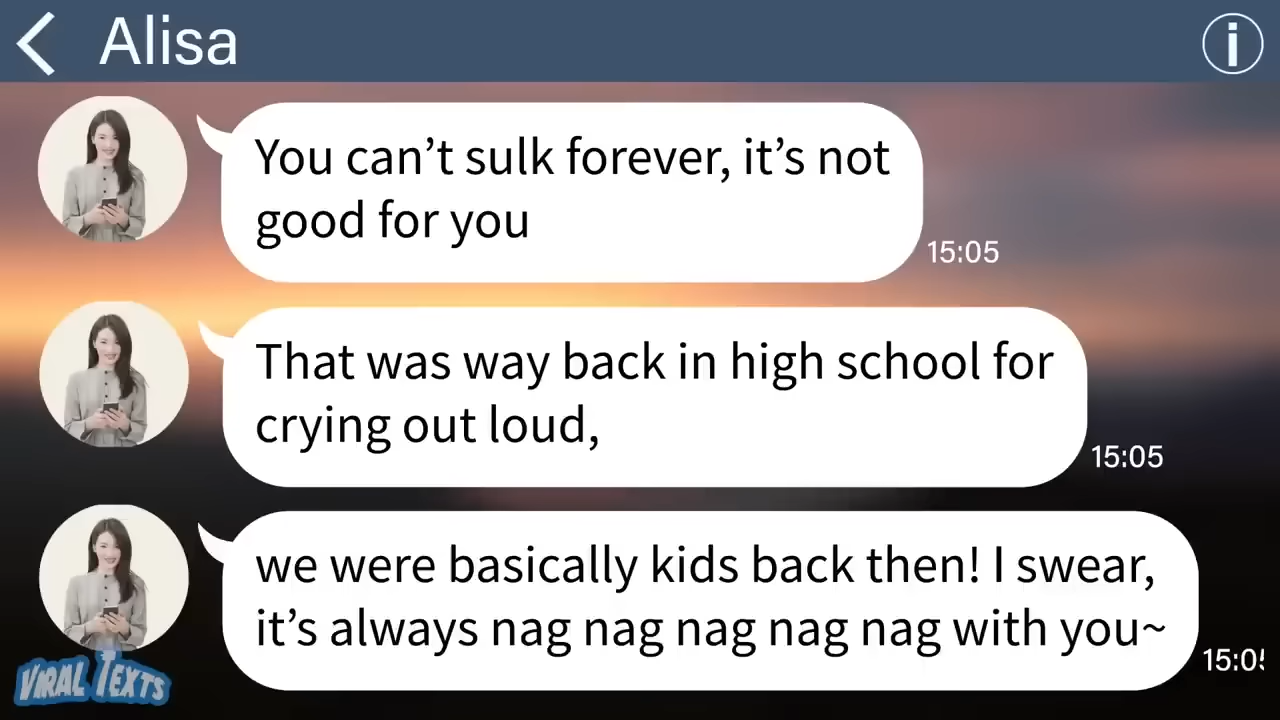 Alisa
You can’t sulk forever, it’s not
good for you
15:05
That was way back in high school for
crying out loud,
15:05
we were basically kids back then! I swear,
it’s always nag nag nag nag nag with you~
15:05
VIRAL TEXTS